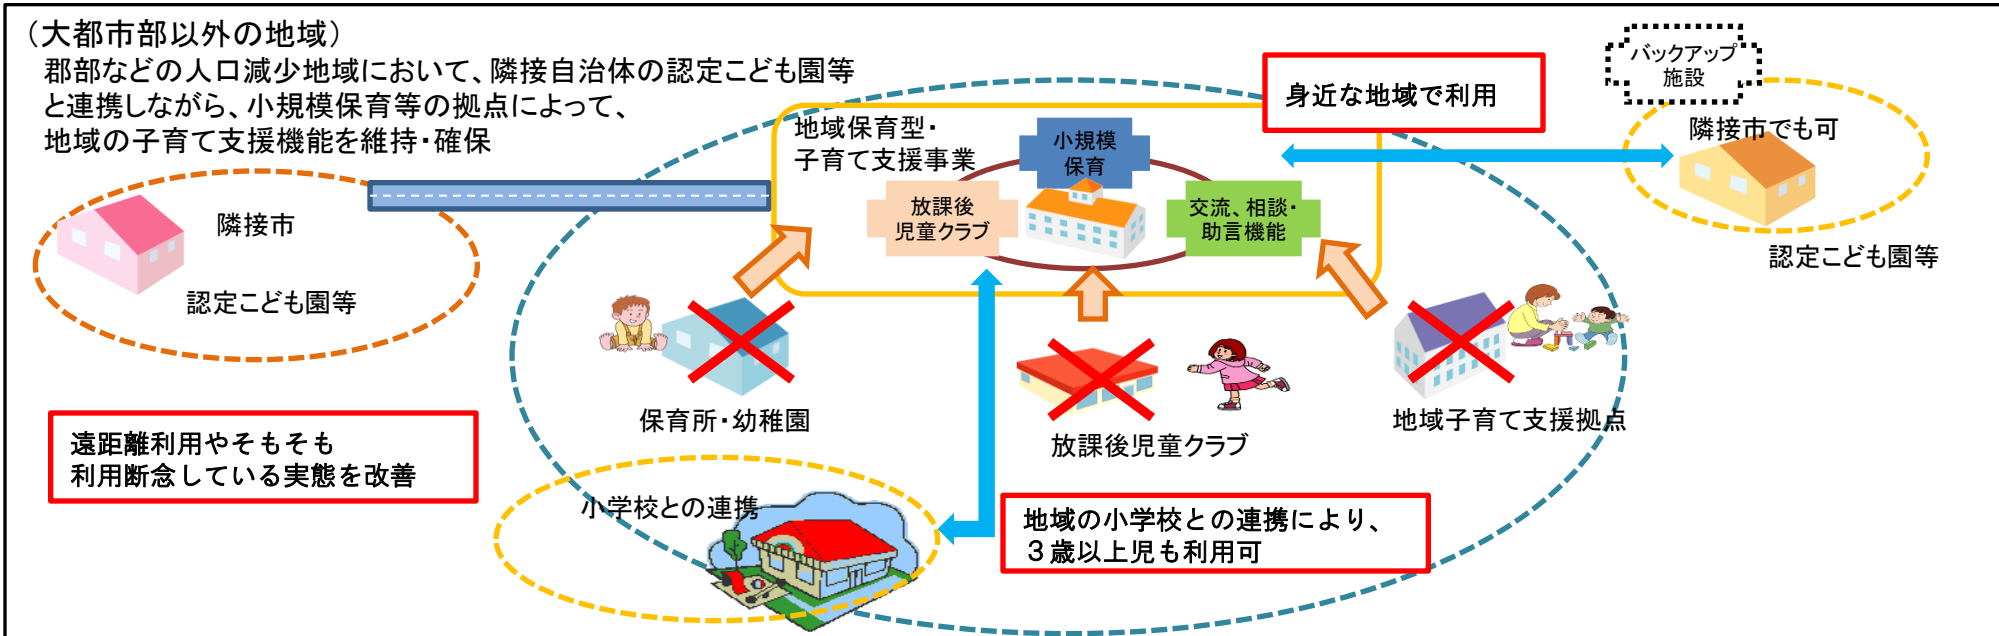 （大都市部以外の地域）
郡部などの人口減少地域において、隣接自治体の認定こども園等
と連携しながら、小規模保育等の拠点によって、
地域の子育て支援機能を維持・確保
バックアップ
施設
身近な地域で利用
隣接市でも可
認定こども園等
地域保育型・
子育て支援事業
小規模
保育
放課後
児童クラブ
交流、相談・
助言機能
隣接市
認定こども園等
保育所・幼稚園
放課後児童クラブ
地域子育て支援拠点
遠距離利用やそもそも
利用断念している実態を改善
小学校との連携
地域の小学校との連携により、
３歳以上児も利用可